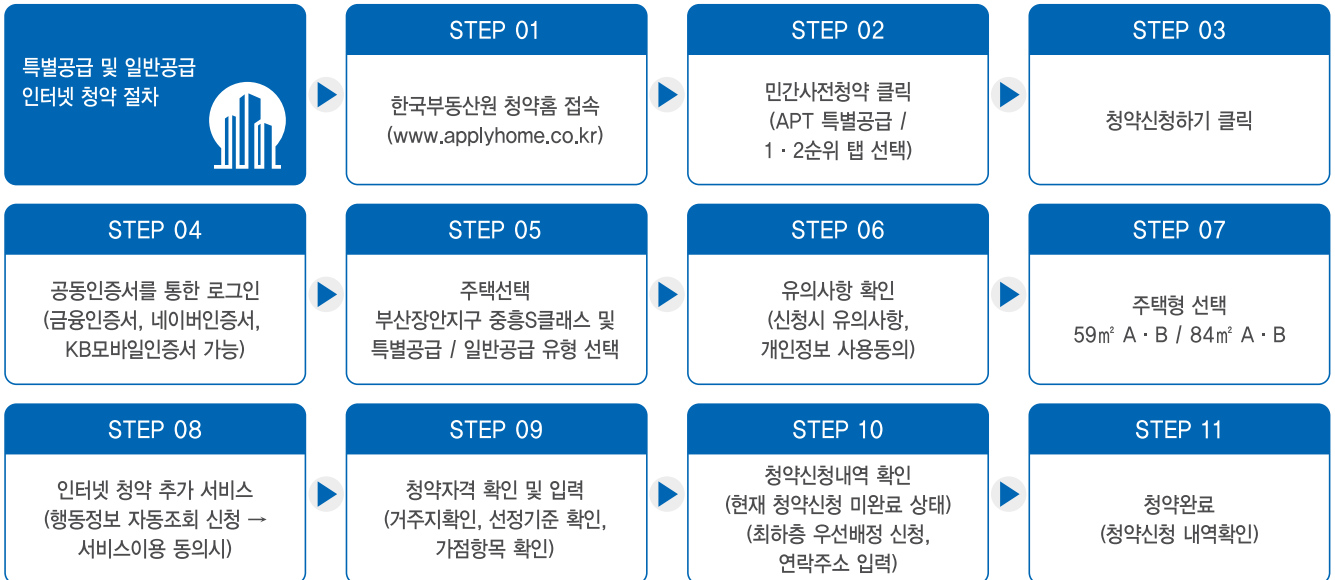 특별공급 및 일반공급
인터넷 청약 절차
STEP 01
한국부동산원 청약홈 접속
(www.applyhome.co.kr)
STEP 02
민간사전청약 클릭
(APT 특별공급 /
1 · 2순위 탭 선택)
STEP 03
청약신청하기 클릭
STEP 04
공동인증서를 통한 로그인
(금융인증서, 네이버인증서,
KB모바일인증서 가능)
STEP 05
주택선택
부산장안지구 중흥S클래스 및
특별공급 / 일반공급 유형 선택
STEP 06
유의사항 확인
(신청시 유의사항,
개인정보 사용동의)
STEP 07
주택형 선택
59㎡ A · B / 84㎡ A · B
STEP 08
인터넷 청약 추가 서비스
(행동정보 자동조회 신청 →
서비스이용 동의시)
STEP 09
청약자격 확인 및 입력
(거주지확인, 선정기준 확인,
가점항목 확인)
STEP 10
청약신청내역 확인
(현재 청약신청 미완료 상태)
(최하층 우선배정 신청,
연락주소 입력)
STEP 11
청약완료
(청약신청 내역확인)